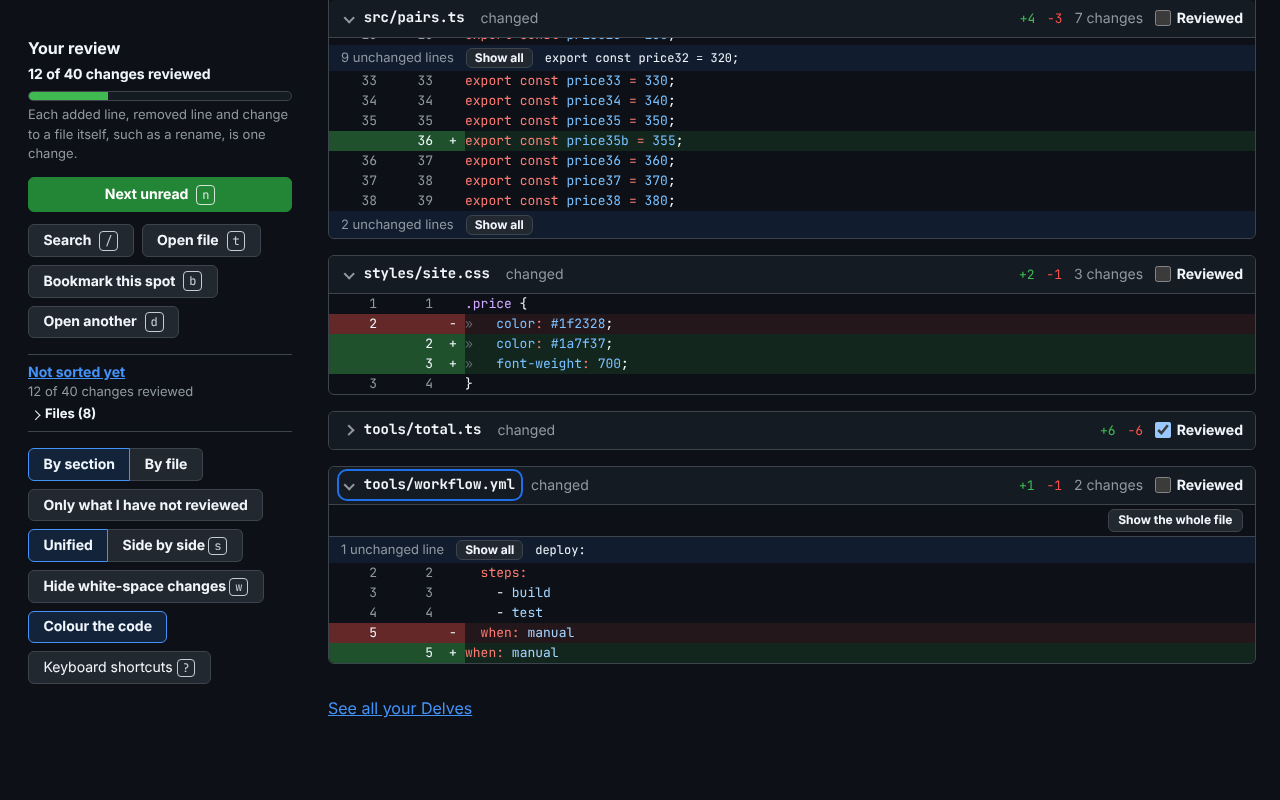 Your review
12 of 40 changes reviewed
Each added line, removed line and change
to a file itself, such as a rename, is one
change.
Next unread n
Search /
Open file t
Bookmark this spot b
Open another d
Not sorted yet
12 of 40 changes reviewed
Files (8)
By section
By file
Only what I have not reviewed
Unified
Side by side s
Hide white-space changes w
Colour the code
Keyboard shortcuts ?
src/pairs.ts changed +4 -3 7 changes Reviewed
9 unchanged lines Show all export const price32 = 320;
33 33 export const price33 = 330;
34 34 export const price34 = 340;
35 35 export const price35 = 350;
36 + export const price35b = 355;
36 37 export const price36 = 360;
37 38 export const price37 = 370;
38 39 export const price38 = 380;
2 unchanged lines Show all
styles/site.css changed +2 -1 3 changes Reviewed
1 1 .price {
2 - » color: #1f2328;
2 + » color: #1a7f37;
3 + » font-weight: 700;
3 4 }
tools/total.ts changed +6 -6 Reviewed
tools/workflow.yml changed +1 -1 2 changes Reviewed
Show the whole file
1 unchanged line Show all deploy:
2 2 steps:
3 3 - build
4 4 - test
5 - when: manual
5 + when: manual
See all your Delves